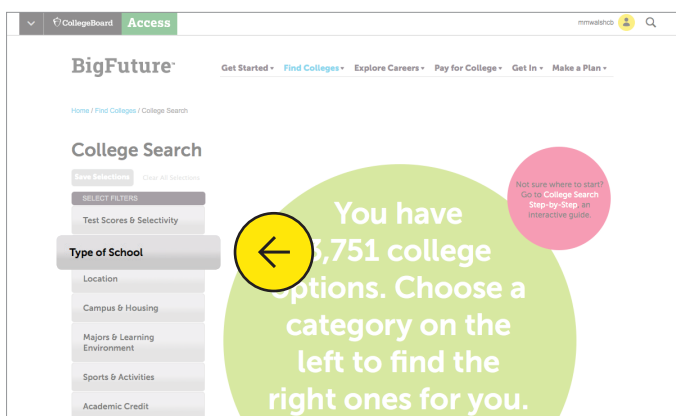 CollegeBoard Access
mmwalshcb
BigFuture™
Get Started Find Colleges Explore Careers Pay for College Get In Make a Plan
Home / Find Colleges / College Search
College Search
Save Selections Clear All Selections
SELECT FILTERS
Test Scores & Selectivity
Type of School
Location
Campus & Housing
Majors & Learning
Environment
Sports & Activities
Academic Credit
You have
,751 college
options. Choose a
category on the
left to find the
right ones for you.
Not sure where to start?
Go to College Search
Step-by-Step, an
interactive guide.